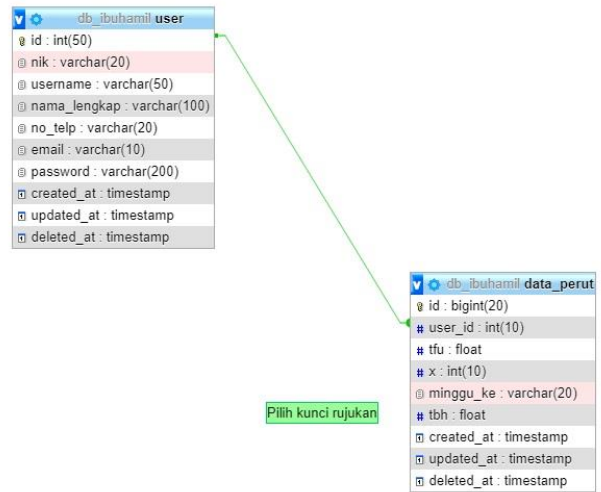 db_ibuhamil user
id : int(50)
nik : varchar(20)
username : varchar(50)
nama_lengkap : varchar(100)
no_telp : varchar(20)
email : varchar(10)
password : varchar(200)
created_at : timestamp
updated_at : timestamp
deleted_at : timestamp
db_ibuhamil data_perut
id : bigint(20)
# user_id : int(10)
# tfu : float
# x : int(10)
minggu_ke : varchar(20)
# tbh : float
created_at : timestamp
updated_at : timestamp
deleted_at : timestamp
Pilih kunci rujukan